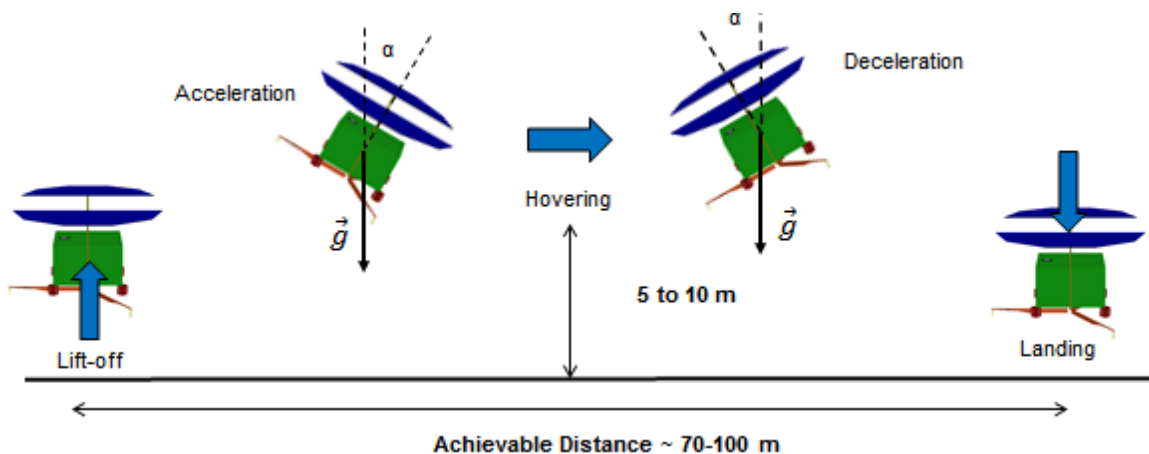 α
α
Acceleration
Deceleration
Hovering
g
g
5 to 10 m
Lift-off
Landing
Achievable Distance ~ 70-100 m